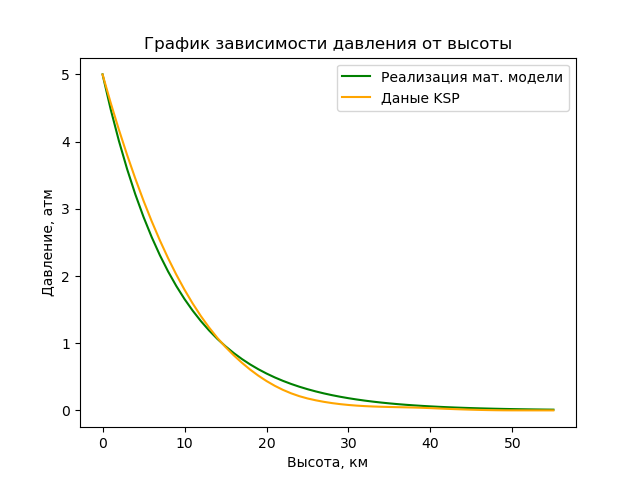 График зависимости давления от высоты
Реализация мат. модели
Даные KSP
Давление, атм
5
4
3
2
1
0
0 10 20 30 40 50
Высота, км